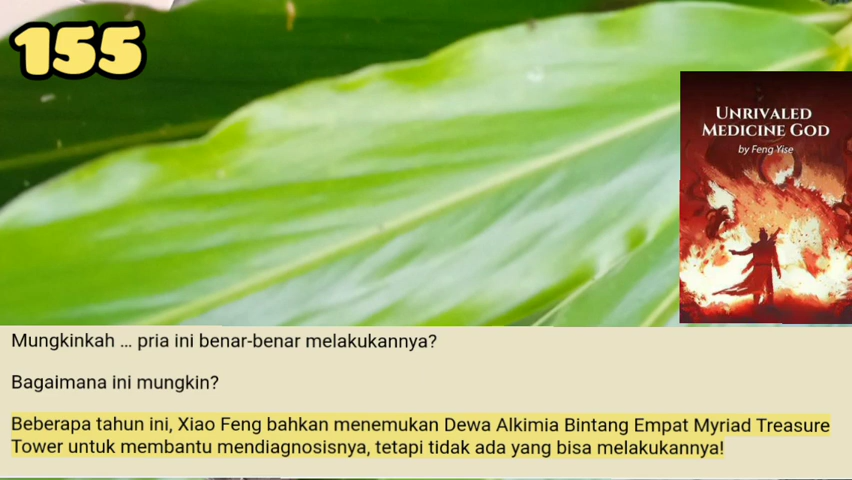 155
UNRIVALED
MEDICINE GOD
by Feng Yise
Mungkinkah ... pria ini benar-benar melakukannya?
Bagaimana ini mungkin?
Beberapa tahun ini, Xiao Feng bahkan menemukan Dewa Alkimia Bintang Empat Myriad Treasure
Tower untuk membantu mendiagnosisnya, tetapi tidak ada yang bisa melakukannya!